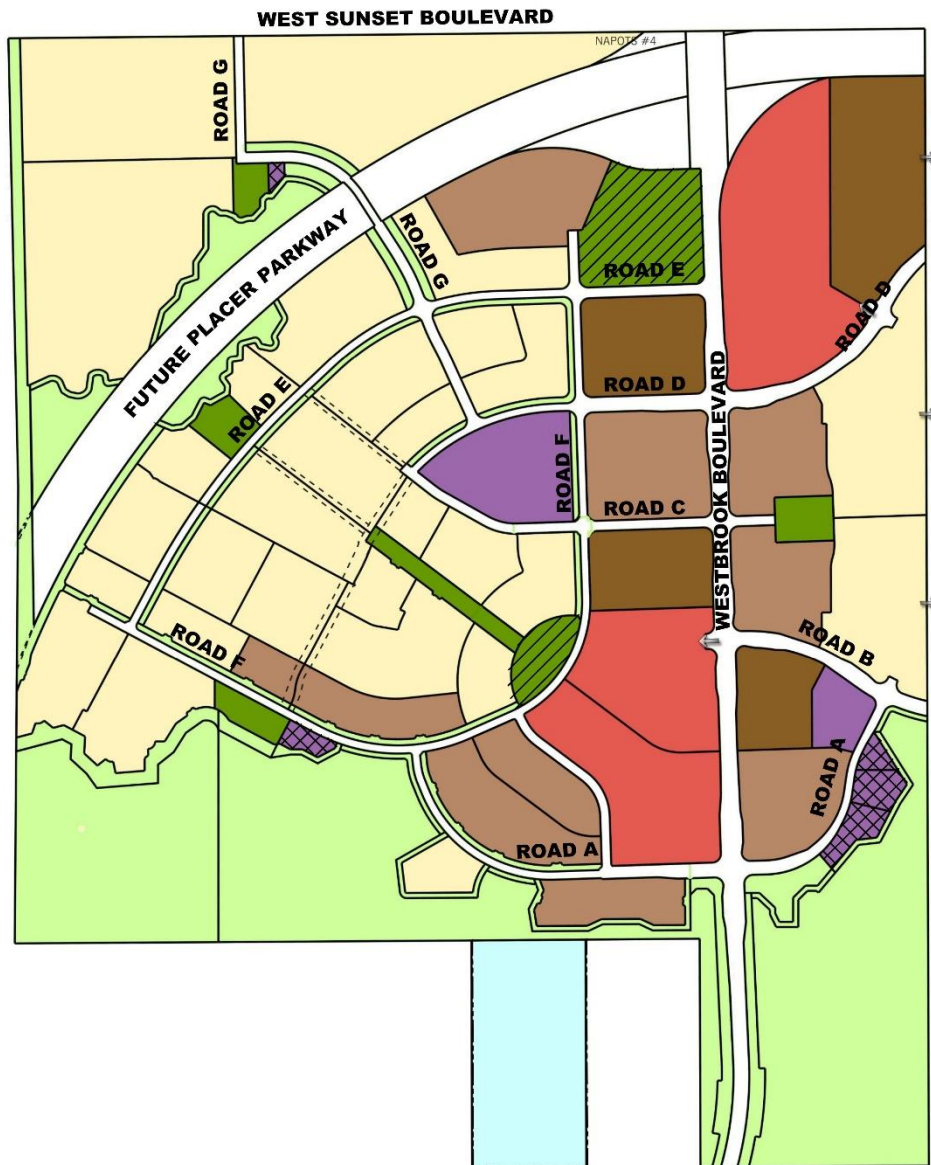 WEST SUNSET BOULEVARD
NAPOTS #4
ROAD G
FUTURE PLACER PARKWAY
ROAD G
ROAD E
ROAD D
ROAD D
ROAD E
WESTBROOK BOULEVARD
ROAD F
ROAD C
ROAD F
ROAD B
ROAD A
ROAD A